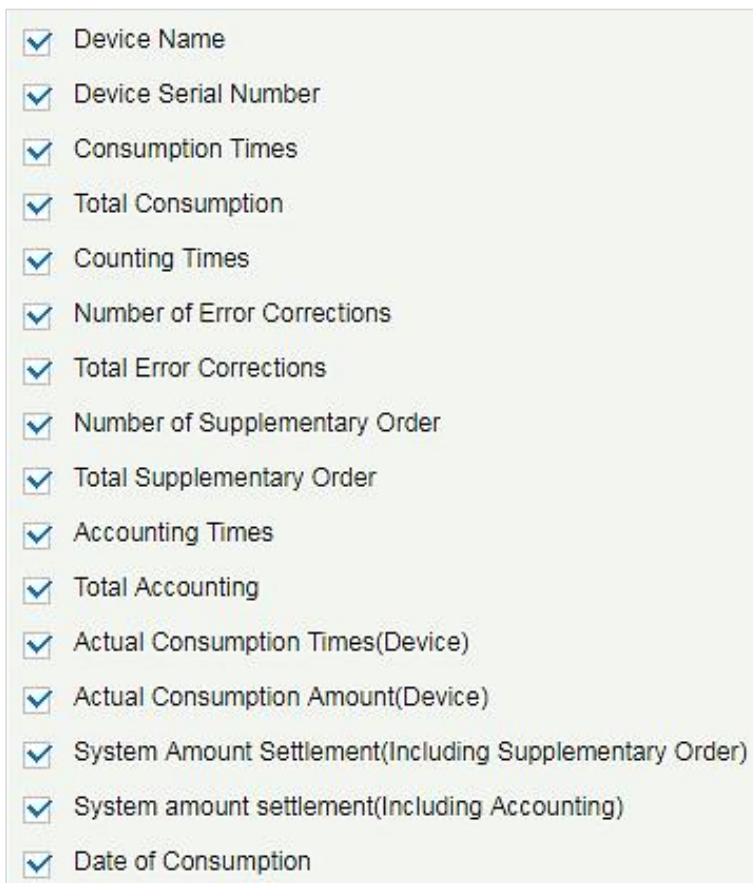 Device Name
Device Serial Number
Consumption Times
Total Consumption
Counting Times
Number of Error Corrections
Total Error Corrections
Number of Supplementary Order
Total Supplementary Order
Accounting Times
Total Accounting
Actual Consumption Times(Device)
Actual Consumption Amount(Device)
System Amount Settlement(Including Supplementary Order)
System amount settlement(Including Accounting)
Date of Consumption